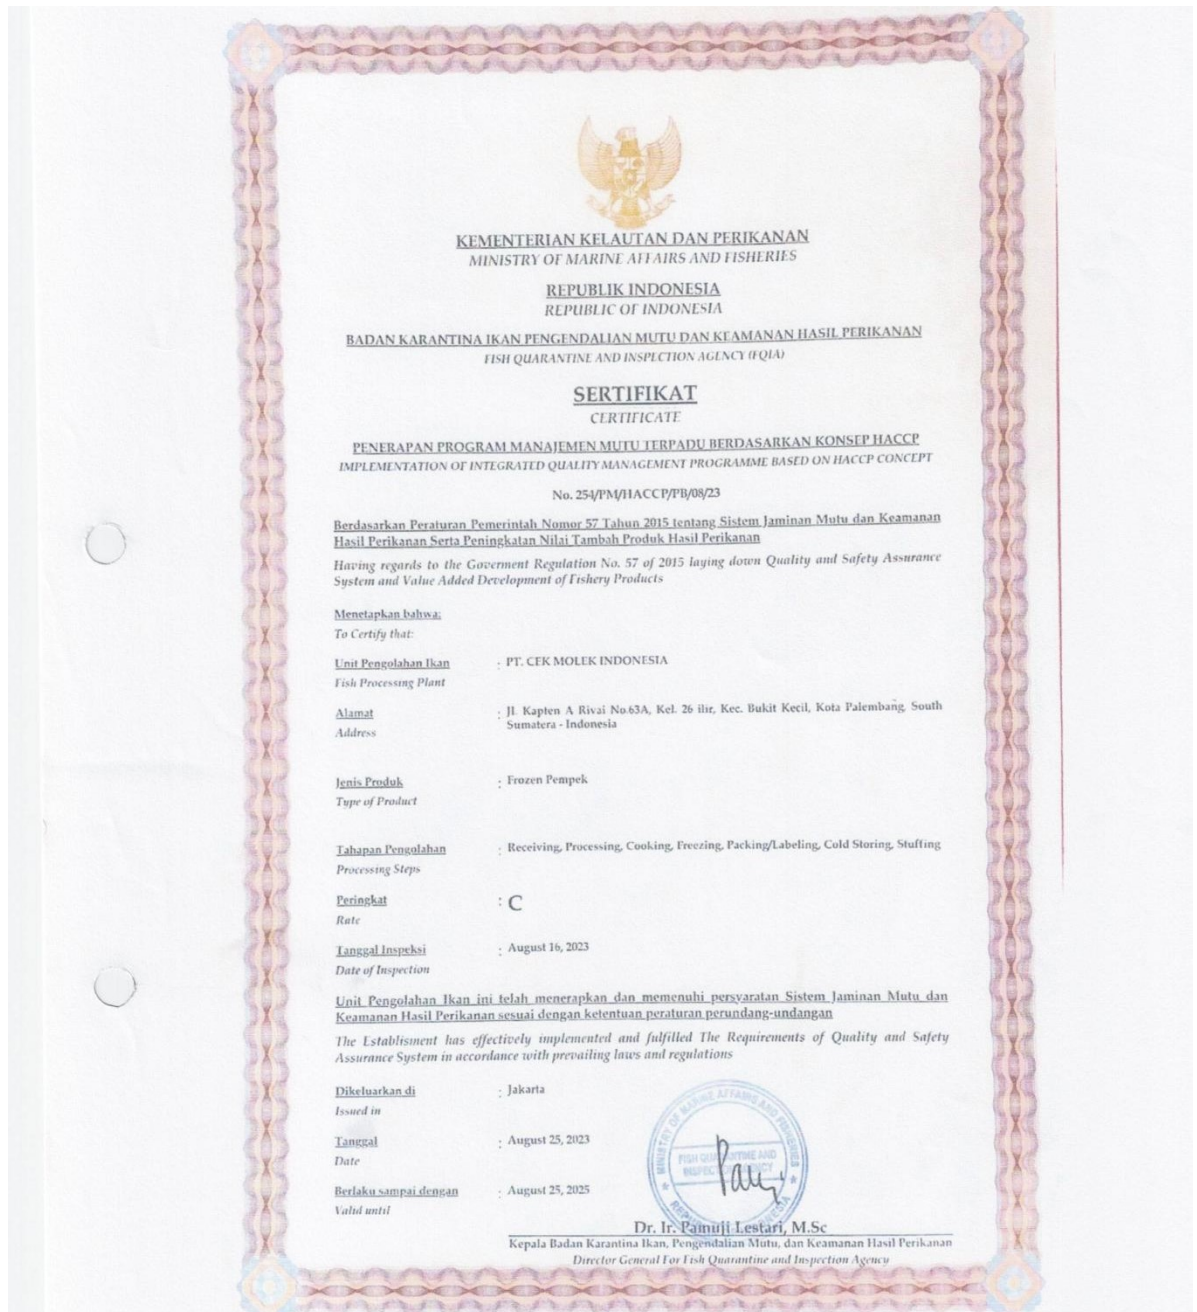 KEMENTERIAN KELAUTAN DAN PERIKANAN
MINISTRY OF MARINE AFFAIRS AND FISHERIES
REPUBLIK INDONESIA
REPUBLIC OF INDONESIA
BADAN KARANTINA IKAN PENGENDALIAN MUTU DAN KEAMANAN HASIL PERIKANAN
FISH QUARANTINE AND INSPECTION AGENCY (FQIA)
SERTIFIKAT
CERTIFICATE
PENERAPAN PROGRAM MANAJEMEN MUTU TERPADU BERDASARKAN KONSEP HACCP
IMPLEMENTATION OF INTEGRATED QUALITY MANAGEMENT PROGRAMME BASED ON HACCP CONCEPT
No. 254/PM/HACCP/PB/08/23
Berdasarkan Peraturan Pemerintah Nomor 57 Tahun 2015 tentang Sistem Jaminan Mutu dan Keamanan
Hasil Perikanan Serta Peningkatan Nilai Tambah Produk Hasil Perikanan
Having regards to the Goverment Regulation No. 57 of 2015 laying down Quality and Safety Assurance
System and Value Added Development of Fishery Products
Menetapkan bahwa:
To Certify that:
Unit Pengolahan Ikan : PT. CEK MOLEK INDONESIA
Fish Processing Plant
Alamat : Jl. Kapten A Rivai No.63A, Kel. 26 ilir, Kec. Bukit Kecil, Kota Palembang, South
Address Sumatera - Indonesia
Jenis Produk : Frozen Pempek
Type of Product
Tahapan Pengolahan : Receiving, Processing, Cooking, Freezing, Packing/Labeling, Cold Storing, Stuffing
Processing Steps
Peringkat : C
Rate
Tanggal Inspeksi : August 16, 2023
Date of Inspection
Unit Pengolahan Ikan ini telah menerapkan dan memenuhi persyaratan Sistem Jaminan Mutu dan
Keamanan Hasil Perikanan sesuai dengan ketentuan peraturan perundang-undangan
The Establisment has effectively implemented and fulfilled The Requirements of Quality and Safety
Assurance System in accordance with prevailing laws and regulations
Dikeluarkan di : Jakarta
Issued in
Tanggal : August 25, 2023
Date
Berlaku sampai dengan : August 25, 2025
Valid until
MINISTRY OF MARINE AFFAIRS AND FISHERIES
FISH QUARANTINE AND
INSPECTION AGENCY
Dr. Ir. Pamuji Lestari, M.Sc
Kepala Badan Karantina Ikan, Pengendalian Mutu, dan Keamanan Hasil Perikanan
Director General For Fish Quarantine and Inspection Agency